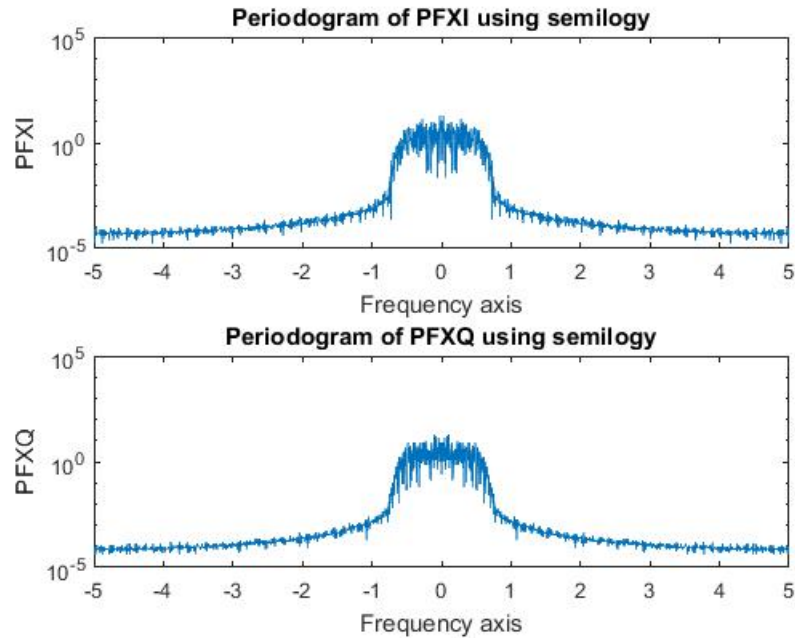 Periodogram of PFXI using semilogy
10^5
10^0
10^-5
PFXI
-5 -4 -3 -2 -1 0 1 2 3 4 5
Frequency axis
Periodogram of PFXQ using semilogy
10^5
10^0
10^-5
PFXQ
-5 -4 -3 -2 -1 0 1 2 3 4 5
Frequency axis